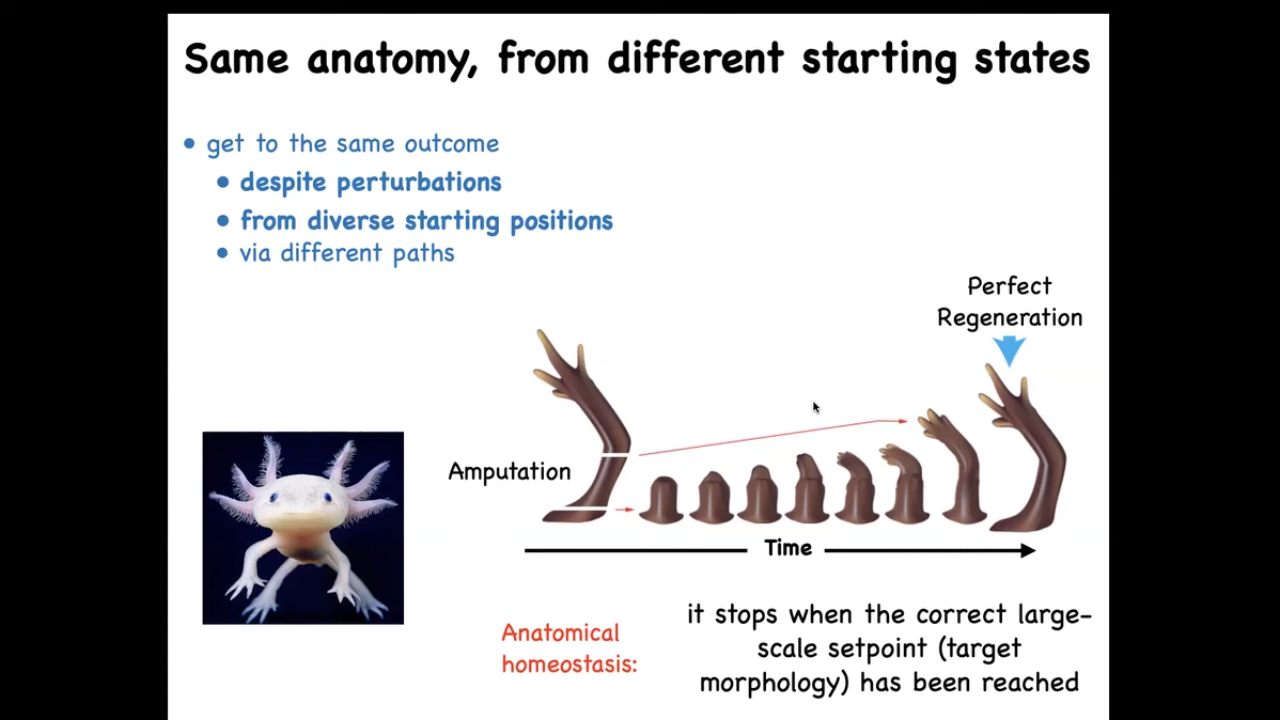 Same anatomy, from different starting states
• get to the same outcome
• despite perturbations
• from diverse starting positions
• via different paths
Perfect
Regeneration
Amputation
Time
Anatomical
homeostasis:
it stops when the correct large-
scale setpoint (target
morphology) has been reached